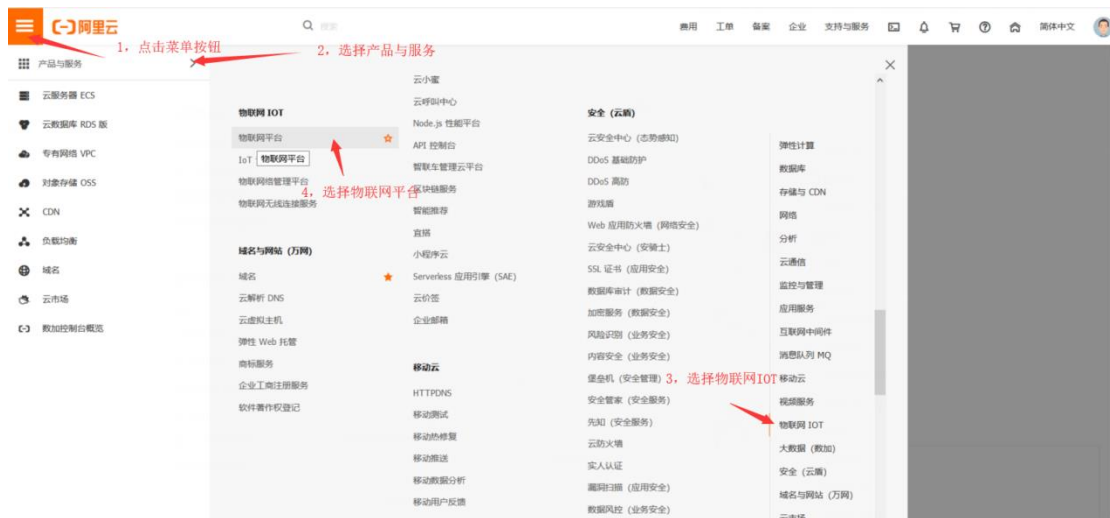 阿里云
搜索
费用 工单 备案 企业 支持与服务 简体中文
1，点击菜单按钮
2，选择产品与服务
产品与服务
云服务器 ECS
云数据库 RDS 版
专有网络 VPC
对象存储 OSS
CDN
负载均衡
域名
云市场
数加控制台概览
物联网 IOT
物联网平台
IoT
物联网平台
物联网络管理平台
物联网无线连接服务
4，选择物联网平台
域名与网站 (万网)
域名
云解析 DNS
云虚拟主机
弹性 Web 托管
商标服务
企业工商注册服务
软件著作权登记
云小蜜
云呼叫中心
Node.js 性能平台
API 控制台
智联车管理云平台
区块链服务
智能推荐
宜搭
小程序云
Serverless 应用引擎 (SAE)
云价签
企业邮箱
移动云
HTTPDNS
移动测试
移动热修复
移动推送
移动数据分析
移动用户反馈
安全 (云盾)
云安全中心 (态势感知)
DDoS 基础防护
DDoS 高防
游戏盾
Web 应用防火墙 (网络安全)
云安全中心 (安骑士)
SSL 证书 (应用安全)
数据库审计 (数据安全)
加密服务 (数据安全)
风险识别 (业务安全)
内容安全 (业务安全)
堡垒机 (安全管理)
安全管家 (安全服务)
先知 (安全服务)
云防火墙
实人认证
漏洞扫描 (应用安全)
数据风控 (业务安全)
3，选择物联网IOT
弹性计算
数据库
存储与 CDN
网络
分析
云通信
监控与管理
应用服务
互联网中间件
消息队列 MQ
移动云
视频服务
物联网 IOT
大数据 (数加)
安全 (云盾)
域名与网站 (万网)
云市场